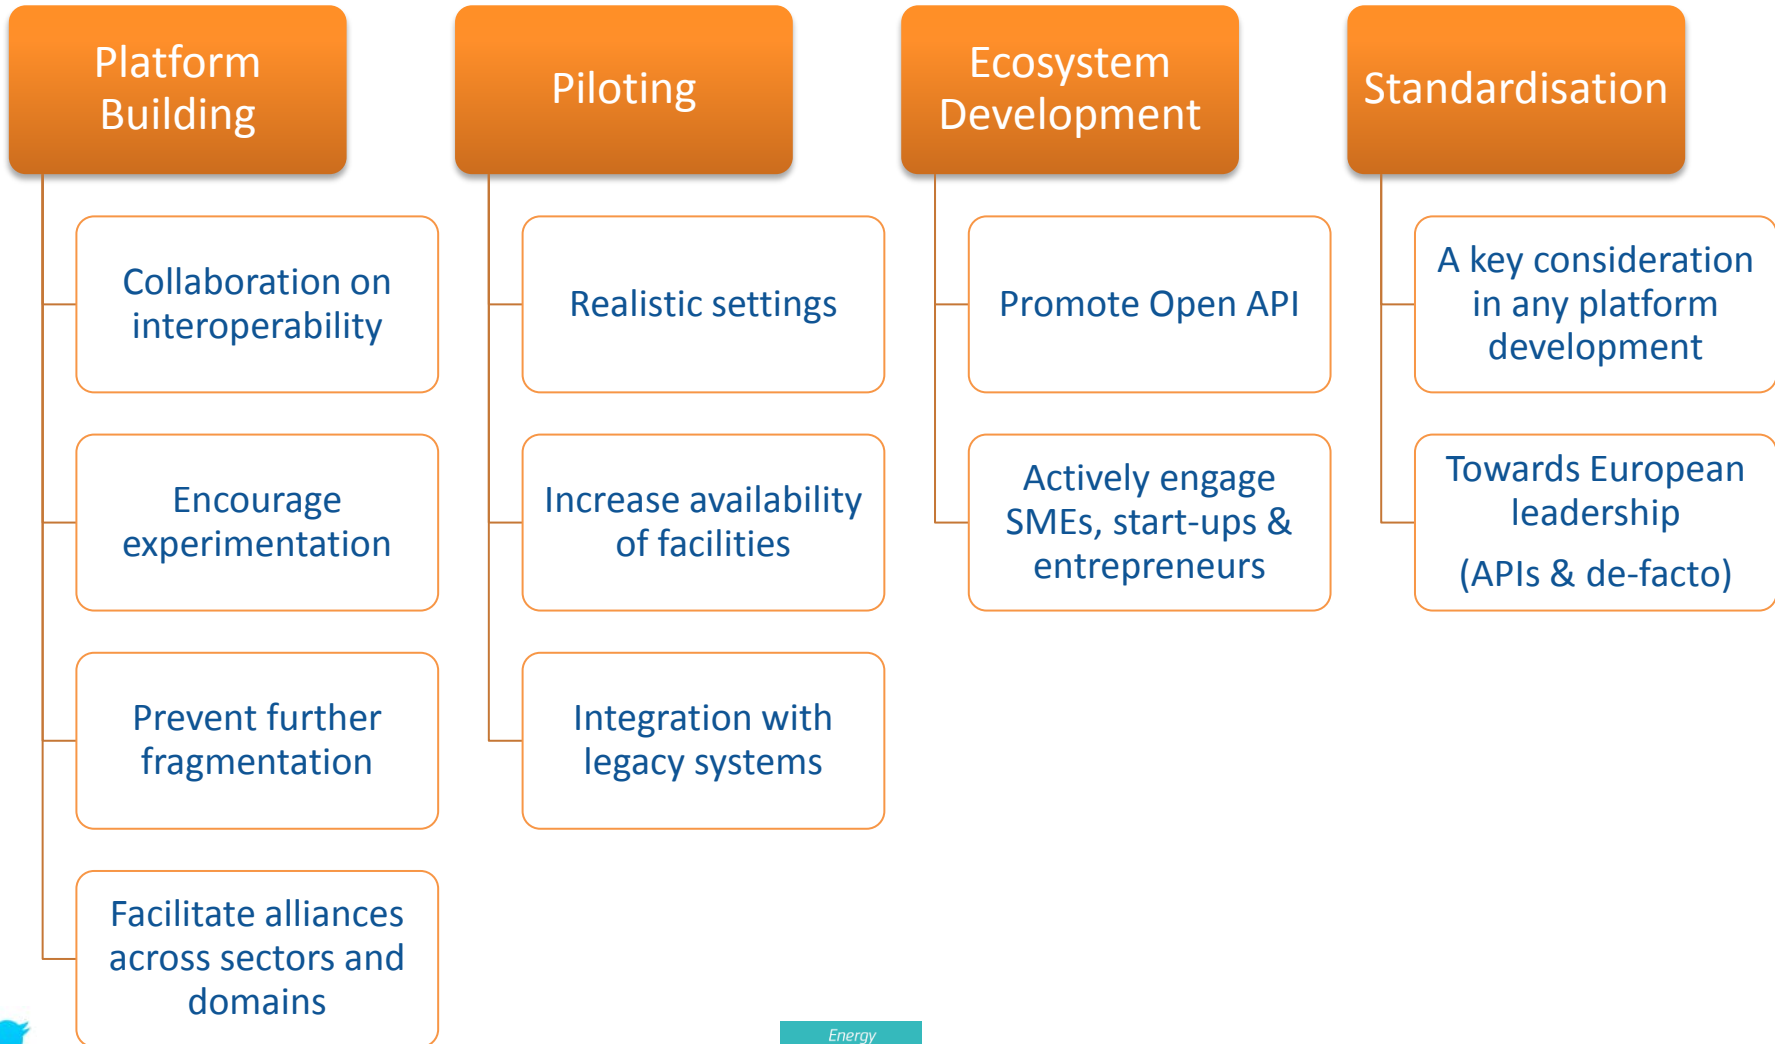 Platform
Building
Collaboration on
interoperability
Encourage
experimentation
Prevent further
fragmentation
Facilitate alliances
across sectors and
domains
Piloting
Realistic settings
Increase availability
of facilities
Integration with
legacy systems
Ecosystem
Development
Promote Open API
Actively engage
SMEs, start-ups &
entrepreneurs
Standardisation
A key consideration
in any platform
development
Towards European
leadership
(APIs & de-facto)
Energy